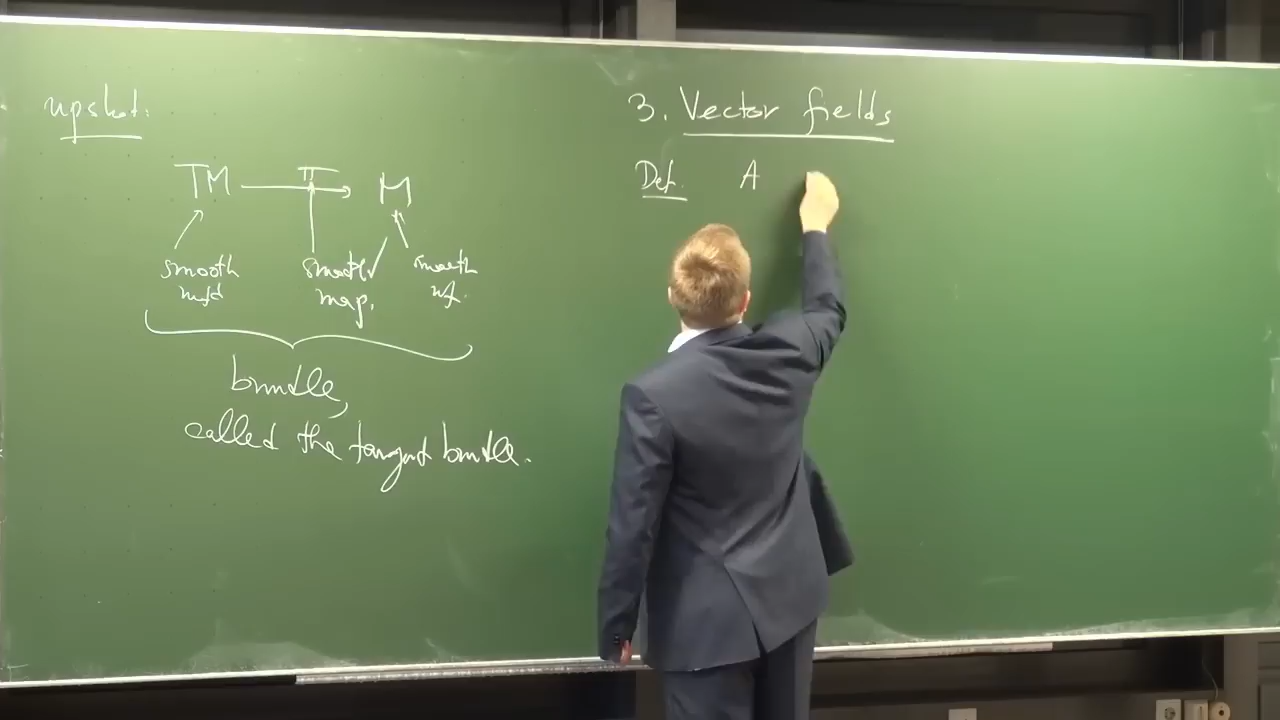 upshot:
TM π M
smooth smooth smooth
mfd map. mf.
bundle,
called the tangent bundle.
3. Vector fields
Def. A